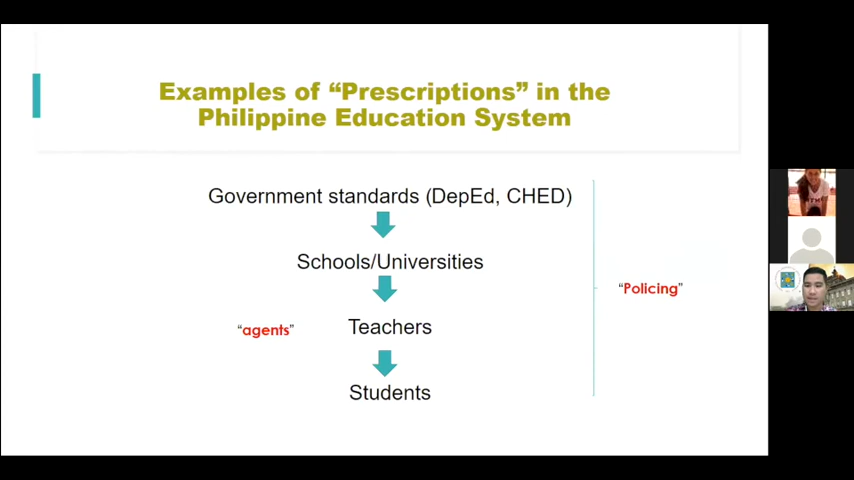 Examples of “Prescriptions” in the
Philippine Education System
Government standards (DepEd, CHED)
Schools/Universities
“Policing”
“agents”
Teachers
Students